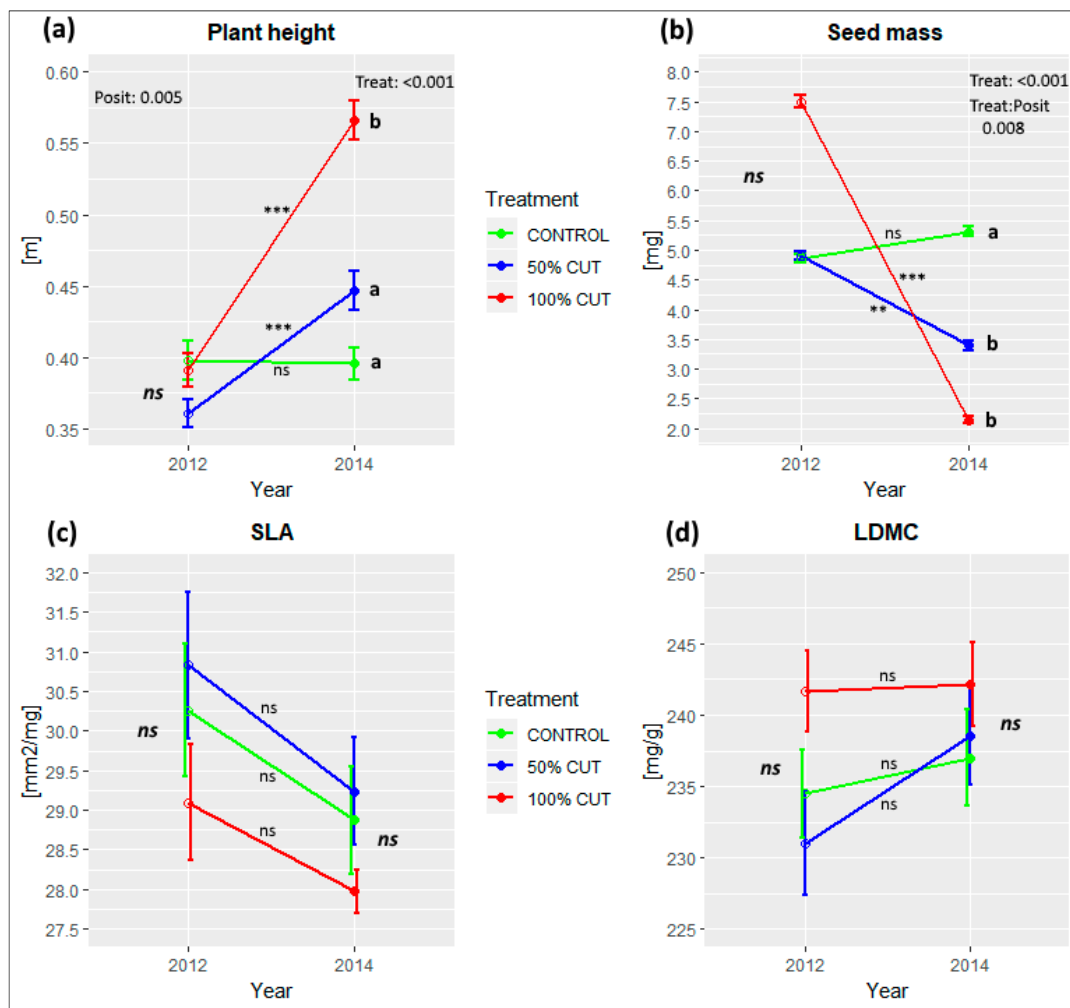 (a)
Plant height
[m]
0.60
0.55
0.50
0.45
0.40
0.35
Posit: 0.005
Treat: <0.001
b
a
a
***
***
ns
ns
2012
2014
Year
Treatment
CONTROL
50% CUT
100% CUT
(b)
Seed mass
[mg]
8.0
7.5
7.0
6.5
6.0
5.5
5.0
4.5
4.0
3.5
3.0
2.5
2.0
Treat: <0.001
Treat:Posit
0.008
ns
ns
a
***
**
b
b
2012
2014
Year
(c)
SLA
[mm2/mg]
32.0
31.5
31.0
30.5
30.0
29.5
29.0
28.5
28.0
27.5
ns
ns
ns
ns
ns
2012
2014
Year
Treatment
CONTROL
50% CUT
100% CUT
(d)
LDMC
[mg/g]
250
245
240
235
230
225
ns
ns
ns
ns
ns
2012
2014
Year